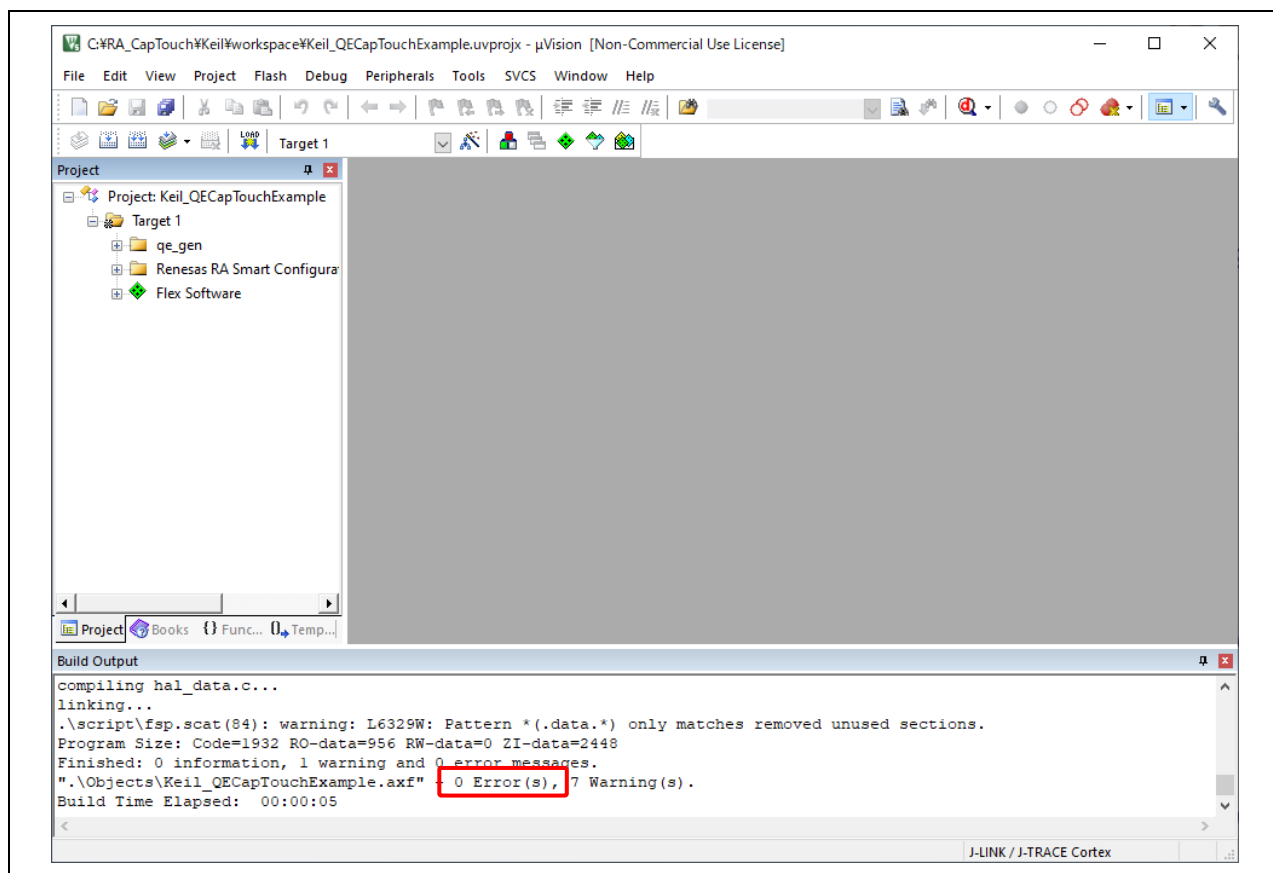 C:¥RA_CapTouch¥Keil¥workspace¥Keil_QECapTouchExample.uvprojx - µVision [Non-Commercial Use License]
File Edit View Project Flash Debug Peripherals Tools SVCS Window Help
LOAD Target 1
Project
Project: Keil_QECapTouchExample
Target 1
qe_gen
Renesas RA Smart Configura
Flex Software
Project Books {} Func... Temp...
Build Output
compiling hal_data.c...
linking...
.\script\fsp.scat(84): warning: L6329W: Pattern *(.data.*) only matches removed unused sections.
Program Size: Code=1932 RO-data=956 RW-data=0 ZI-data=2448
Finished: 0 information, 1 warning and 0 error messages.
".\Objects\Keil_QECapTouchExample.axf" - 0 Error(s), 7 Warning(s).
Build Time Elapsed:  00:00:05
J-LINK / J-TRACE Cortex